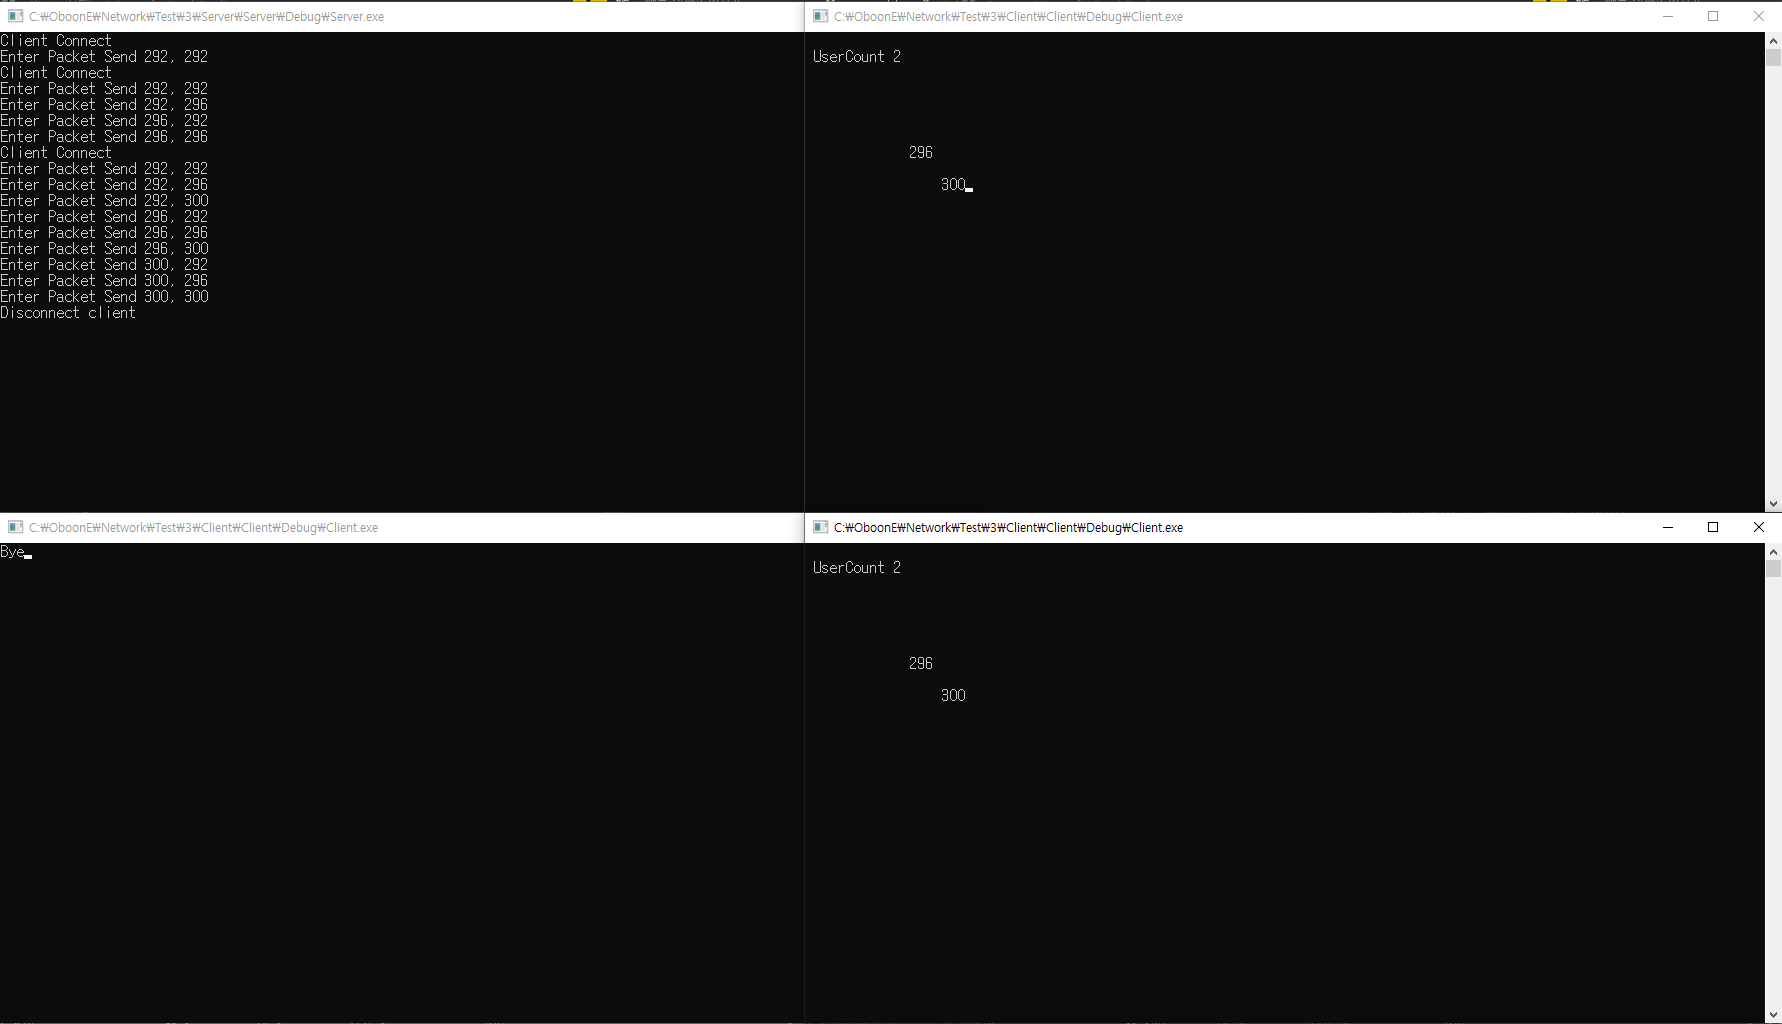 C:₩OboonE₩Network₩Test₩3₩Server₩Server₩Debug₩Server.exe
Client Connect
Enter Packet Send 292, 292
Client Connect
Enter Packet Send 292, 292
Enter Packet Send 292, 296
Enter Packet Send 296, 292
Enter Packet Send 296, 296
Client Connect
Enter Packet Send 292, 292
Enter Packet Send 292, 296
Enter Packet Send 292, 300
Enter Packet Send 296, 292
Enter Packet Send 296, 296
Enter Packet Send 296, 300
Enter Packet Send 300, 292
Enter Packet Send 300, 296
Enter Packet Send 300, 300
Disconnect client
C:₩OboonE₩Network₩Test₩3₩Client₩Client₩Debug₩Client.exe
UserCount 2
296
300
C:₩OboonE₩Network₩Test₩3₩Client₩Client₩Debug₩Client.exe
Bye
C:₩OboonE₩Network₩Test₩3₩Client₩Client₩Debug₩Client.exe
UserCount 2
296
300